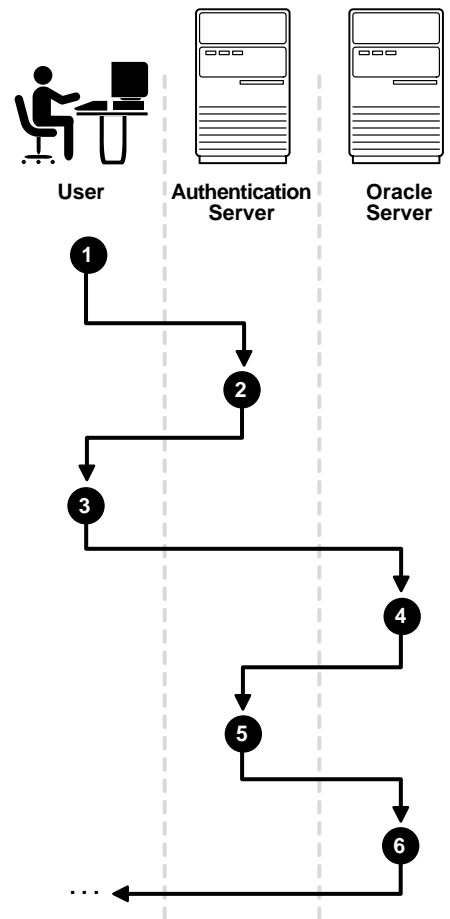 User
Authentication
Server
Oracle
Server
1
2
3
4
5
6
...